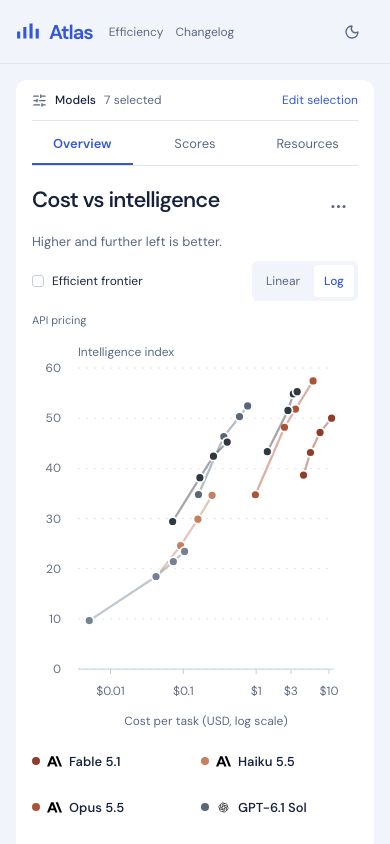 Atlas Efficiency Changelog
Models 7 selected Edit selection
Overview Scores Resources
Cost vs intelligence
Higher and further left is better.
Efficient frontier Linear Log
API pricing
Intelligence index
60
50
40
30
20
10
0
$0.01 $0.1 $1 $3 $10
Cost per task (USD, log scale)
Fable 5.1 Haiku 5.5
Opus 5.5 GPT-6.1 Sol